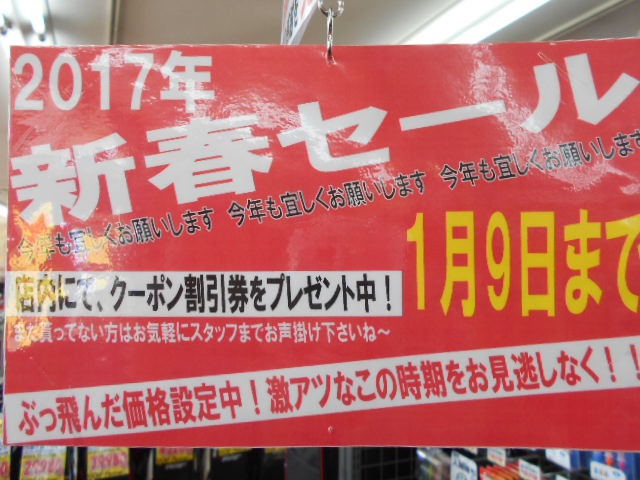 2017年
新春セール
今年も宜しくお願いします 今年も宜しくお願いします 今年も宜しくお願いします
1月9日まで
店内にて、クーポン割引券をプレゼント中！
まだ貰ってない方はお気軽にスタッフまでお声掛け下さいね～
ぶっ飛んだ価格設定中！激アツなこの時期をお見逃しなく！！